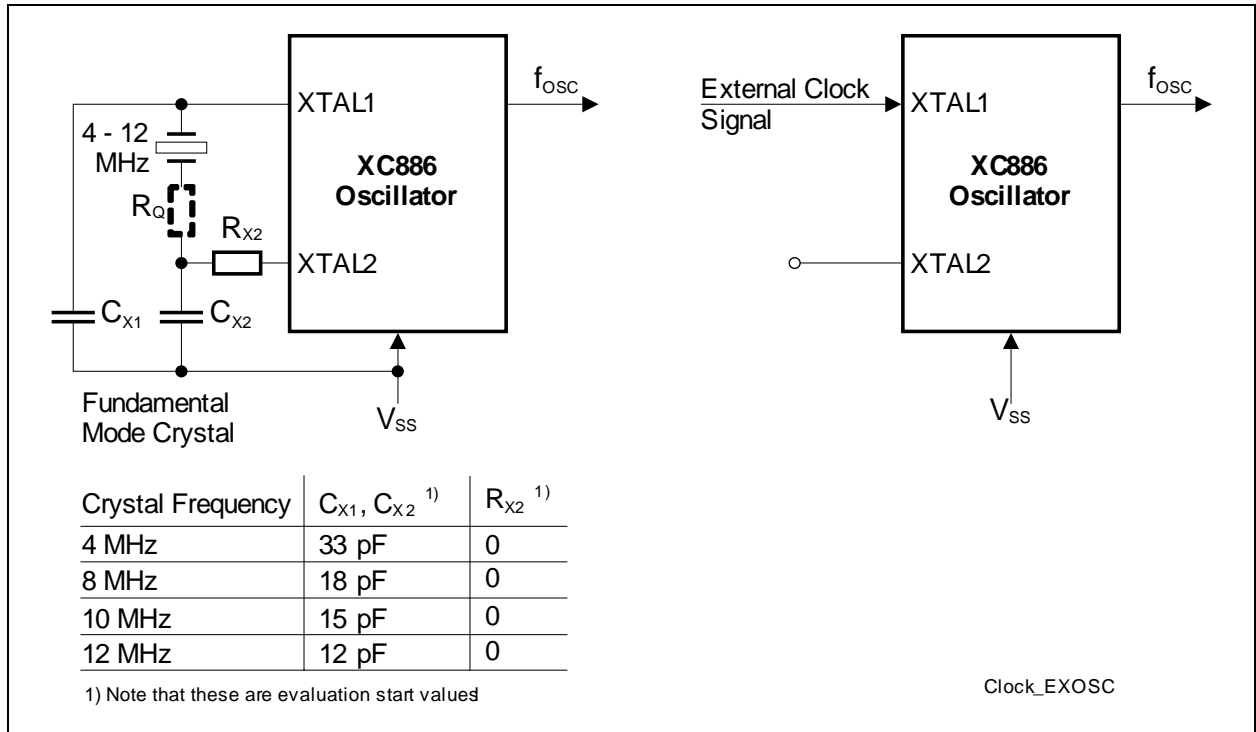 XTAL1
f_OSC
4 - 12
MHz
XC886
Oscillator
R_Q
R_X2
XTAL2
C_X1
C_X2
Fundamental
Mode Crystal
V_SS
External Clock
Signal
XTAL1
f_OSC
XC886
Oscillator
XTAL2
V_SS
Crystal Frequency C_X1, C_X2 1) R_X2 1)
4 MHz 33 pF 0
8 MHz 18 pF 0
10 MHz 15 pF 0
12 MHz 12 pF 0
1) Note that these are evaluation start values!
Clock_EXOSC